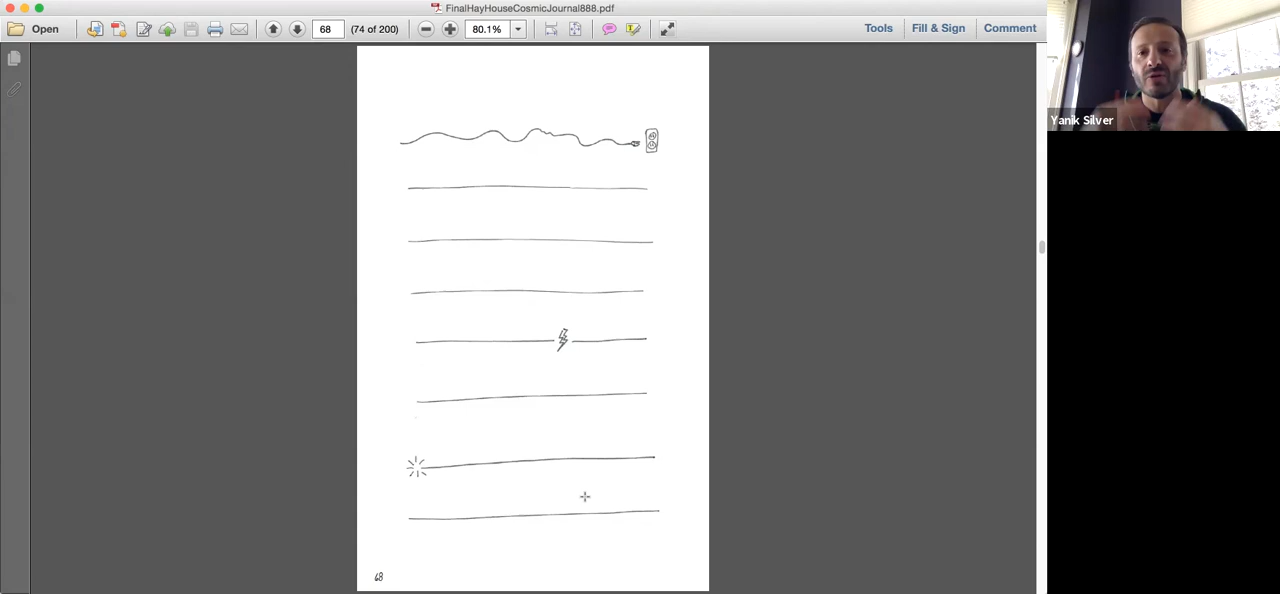 FinalHayHouseCosmicJournal888.pdf
Open
68
(74 of 200)
80.1%
Tools
Fill & Sign
Comment
Yanik Silver
68